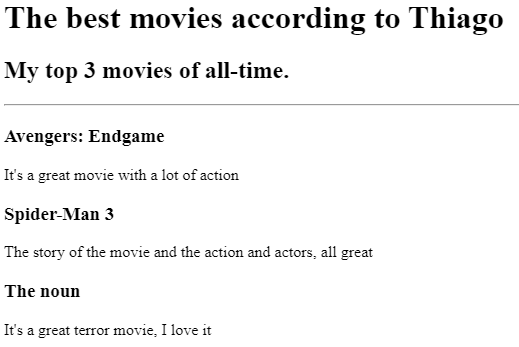 The best movies according to Thiago
My top 3 movies of all-time.
Avengers: Endgame
It's a great movie with a lot of action
Spider-Man 3
The story of the movie and the action and actors, all great
The noun
It's a great terror movie, I love it